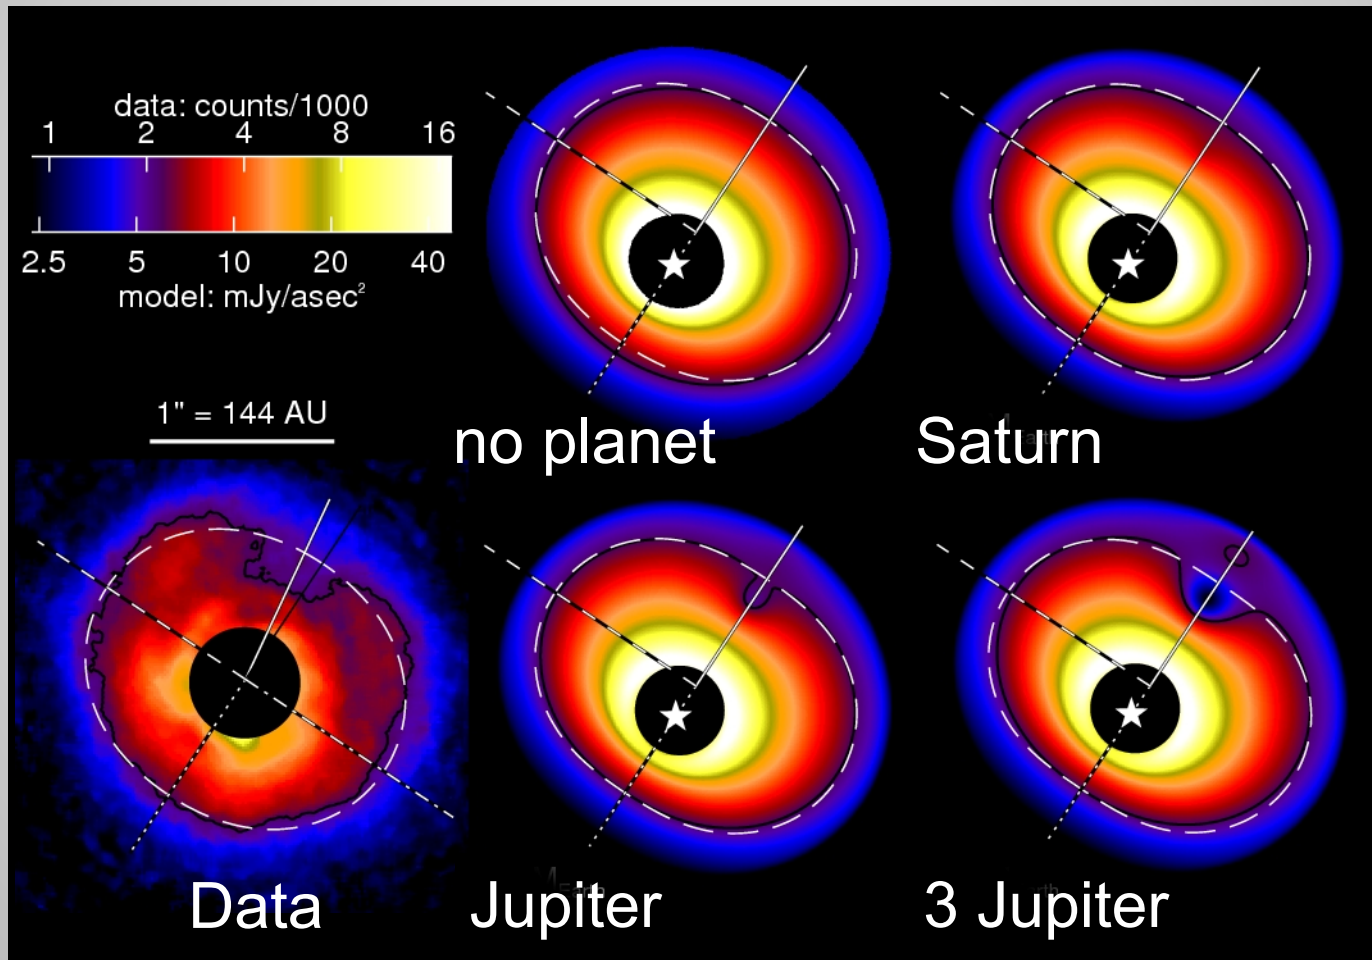 data: counts/1000
1 2 4 8 16
2.5 5 10 20 40
model: mJy/asec²
1" = 144 AU
no planet
Saturn
Data
Jupiter
3 Jupiter